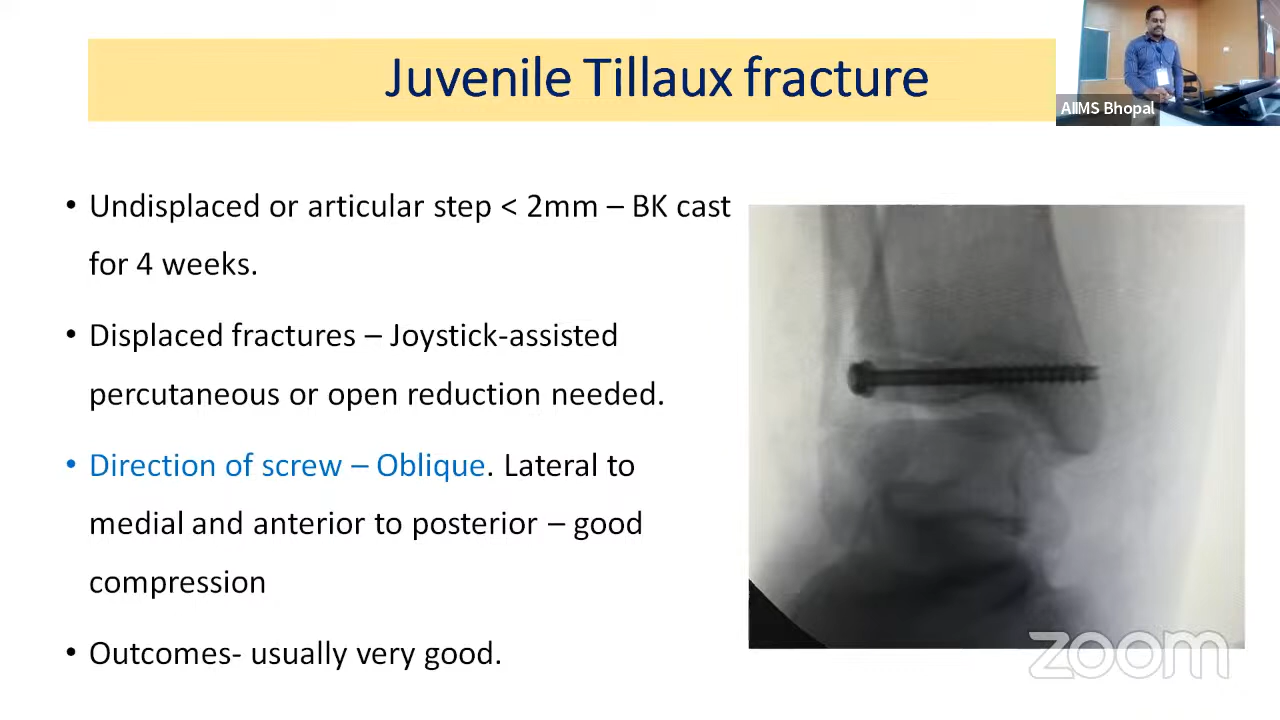 Juvenile Tillaux fracture
AIIMS Bhopal
• Undisplaced or articular step < 2mm – BK cast
for 4 weeks.
• Displaced fractures – Joystick-assisted
percutaneous or open reduction needed.
• Direction of screw – Oblique. Lateral to
medial and anterior to posterior – good
compression
• Outcomes- usually very good.
zoom